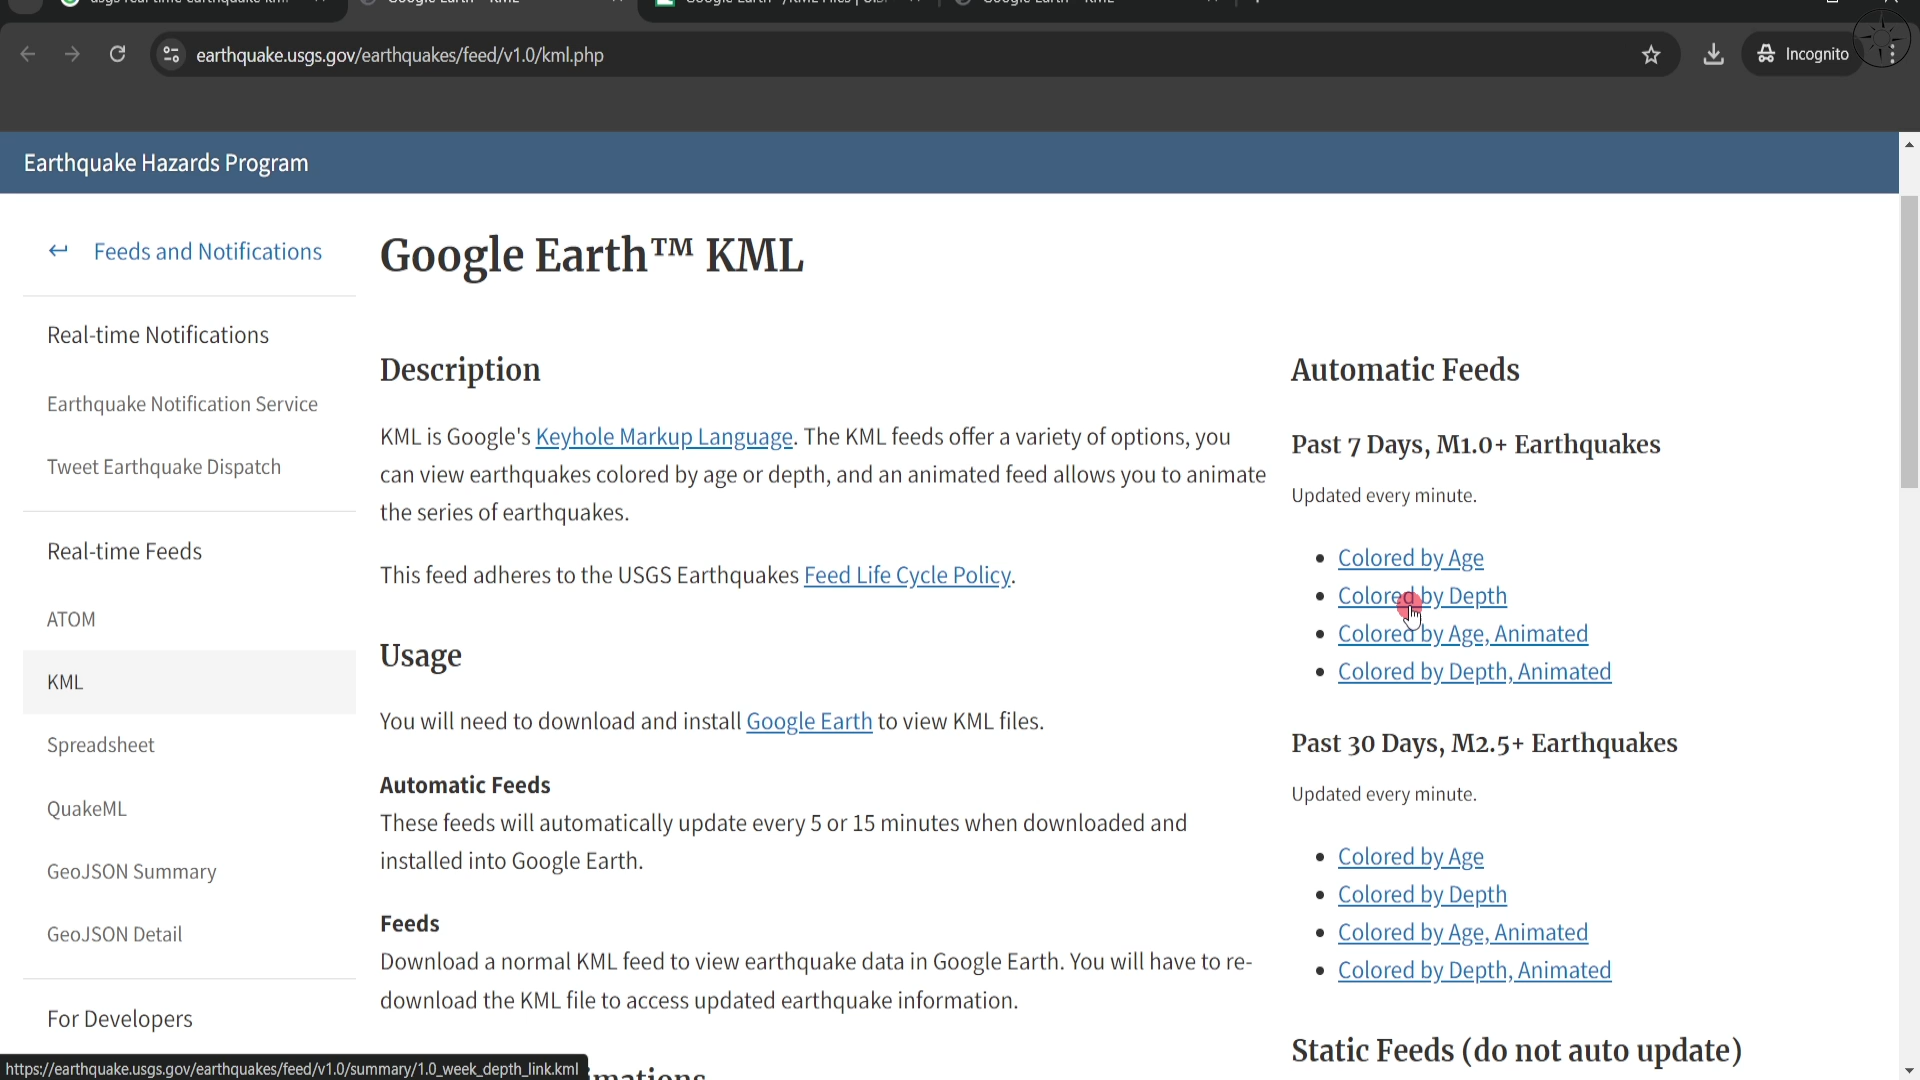 earthquake.usgs.gov/earthquakes/feed/v1.0/kml.php
Incognito
Earthquake Hazards Program
Feeds and Notifications
Real-time Notifications
Earthquake Notification Service
Tweet Earthquake Dispatch
Real-time Feeds
ATOM
KML
Spreadsheet
QuakeML
GeoJSON Summary
GeoJSON Detail
For Developers
Google Earth™ KML
Description
KML is Google's Keyhole Markup Language. The KML feeds offer a variety of options, you
can view earthquakes colored by age or depth, and an animated feed allows you to animate
the series of earthquakes.
This feed adheres to the USGS Earthquakes Feed Life Cycle Policy.
Usage
You will need to download and install Google Earth to view KML files.
Automatic Feeds
These feeds will automatically update every 5 or 15 minutes when downloaded and
installed into Google Earth.
Feeds
Download a normal KML feed to view earthquake data in Google Earth. You will have to re-
download the KML file to access updated earthquake information.
Automatic Feeds
Past 7 Days, M1.0+ Earthquakes
Updated every minute.
Colored by Age
Colored by Depth
Colored by Age, Animated
Colored by Depth, Animated
Past 30 Days, M2.5+ Earthquakes
Updated every minute.
Colored by Age
Colored by Depth
Colored by Age, Animated
Colored by Depth, Animated
Static Feeds (do not auto update)
https://earthquake.usgs.gov/earthquakes/feed/v1.0/summary/1.0_week_depth_link.kml